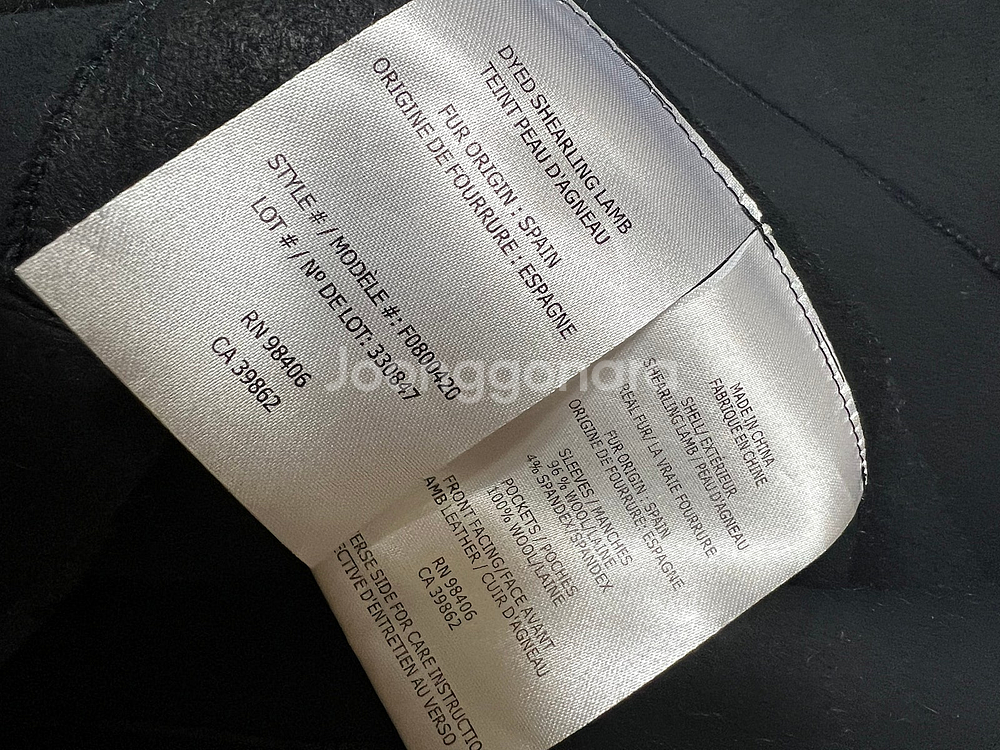 DYED SHEARLING LAMB
TEINT PEAU D'AGNEAU
FUR ORIGIN : SPAIN
ORIGINE DE FOURRURE : ESPAGNE
STYLE # / MODÈLE #: F0800420
LOT # / Nº DE LOT: 330847
RN 98406
CA 39862
MADE IN CHINA
FABRIQUE EN CHINE
SHELL/ EXTERIEUR
SHEARLING LAMB / PEAU D'AGNEAU
REAL FUR/ LA VRAIE FOURRURE
FUR ORIGIN : SPAIN
ORIGINE DE FOURRURE: ESPAGNE
SLEEVES / MANCHES
96 % WOOL/LAINE
4% SPANDEX/SPANDEX
POCKETS / POCHES
100% WOOL/LAINE
FRONT FACING/FACE AVANT
AMB LEATHER / CUIR D'AGNEAU
RN 98406
CA 39862
ERSE SIDE FOR CARE INSTRUCTIO
ECTIVE D'ENTRETIEN AU VERSO
Joonggonara